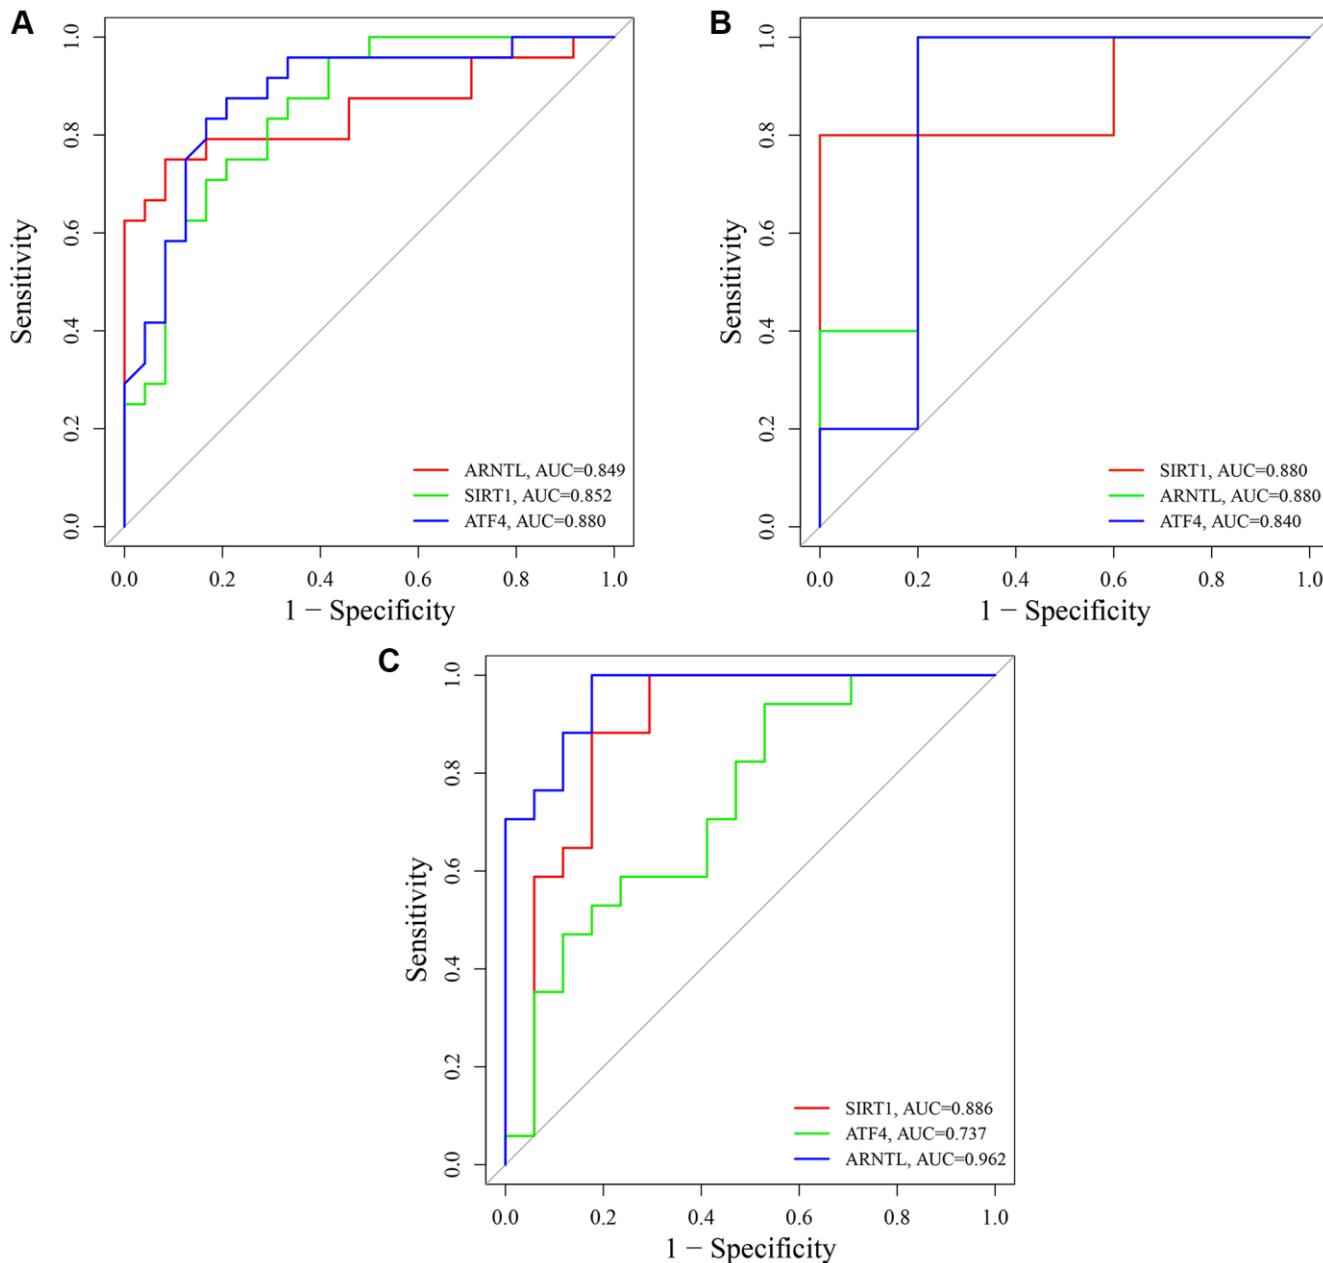 A
Sensitivity
1.0
0.8
0.6
0.4
0.2
0.0
ARNTL, AUC=0.849
SIRT1, AUC=0.852
ATF4, AUC=0.880
0.0 0.2 0.4 0.6 0.8 1.0
1 − Specificity
B
Sensitivity
1.0
0.8
0.6
0.4
0.2
0.0
SIRT1, AUC=0.880
ARNTL, AUC=0.880
ATF4, AUC=0.840
0.0 0.2 0.4 0.6 0.8 1.0
1 − Specificity
C
Sensitivity
1.0
0.8
0.6
0.4
0.2
0.0
SIRT1, AUC=0.886
ATF4, AUC=0.737
ARNTL, AUC=0.962
0.0 0.2 0.4 0.6 0.8 1.0
1 − Specificity